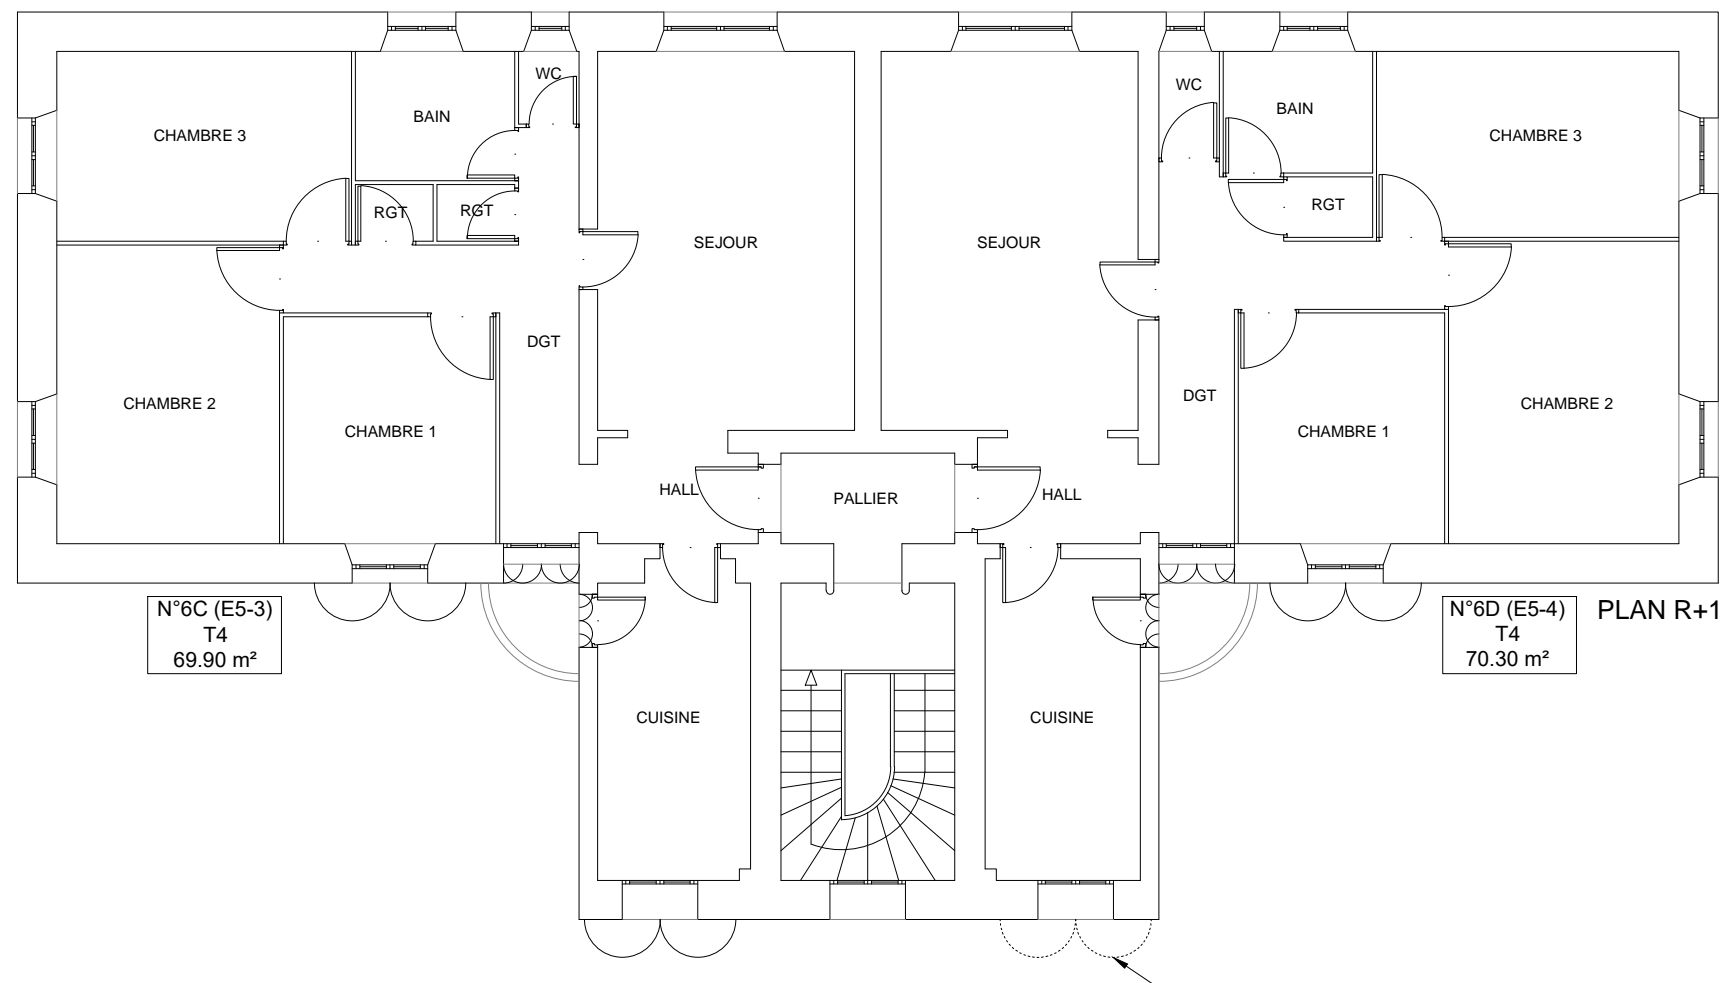 WC
WC
BAIN
BAIN
CHAMBRE 3
CHAMBRE 3
RGT
RGT
RGT
SEJOUR
SEJOUR
DGT
DGT
CHAMBRE 2
CHAMBRE 1
CHAMBRE 1
CHAMBRE 2
HALL
PALLIER
HALL
N°6C (E5-3)
T4
69.90 m²
N°6D (E5-4)
T4
70.30 m²
PLAN R+1
CUISINE
CUISINE